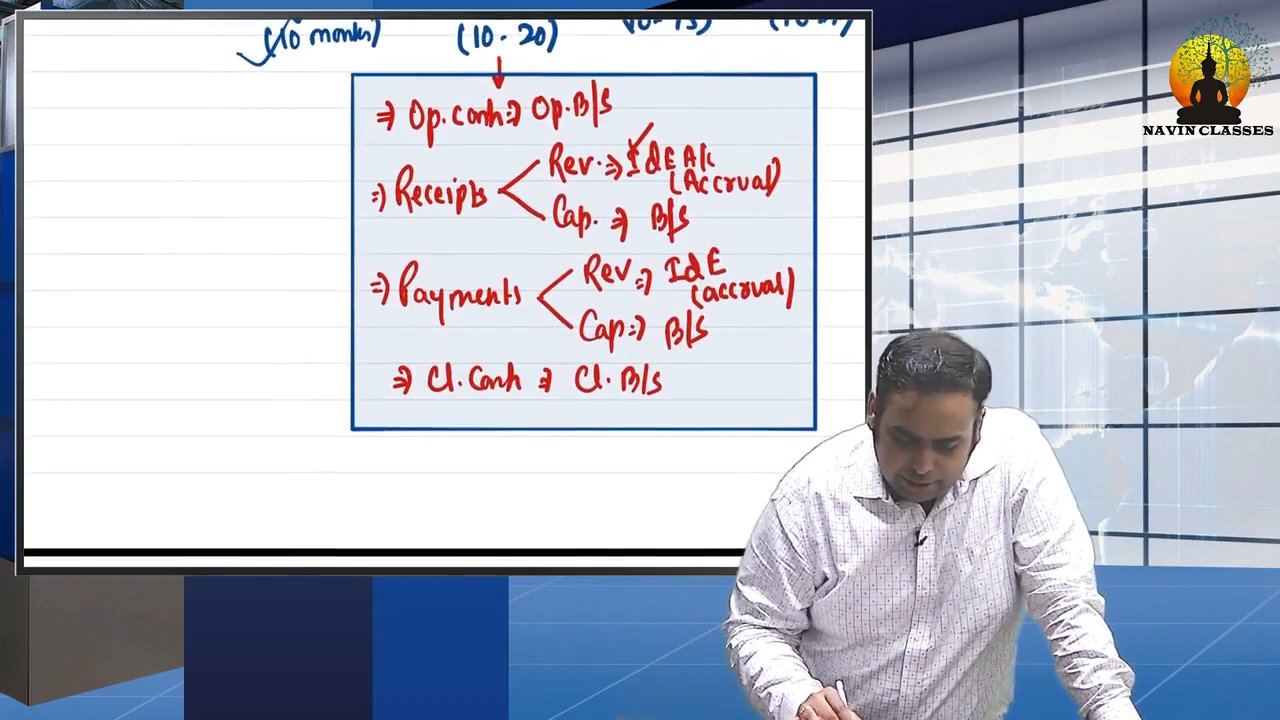 (10 months) (10-20)
⇒ Op. Cash ⇒ Op. B/S
⇒ Receipts
Rev. ⇒ I&E A/c
(Accrual)
Cap. ⇒ B/S
⇒ Payments
Rev ⇒ I&E
(accrual)
Cap ⇒ B/S
⇒ Cl. Cash ⇒ Cl. B/S
NAVIN CLASSES